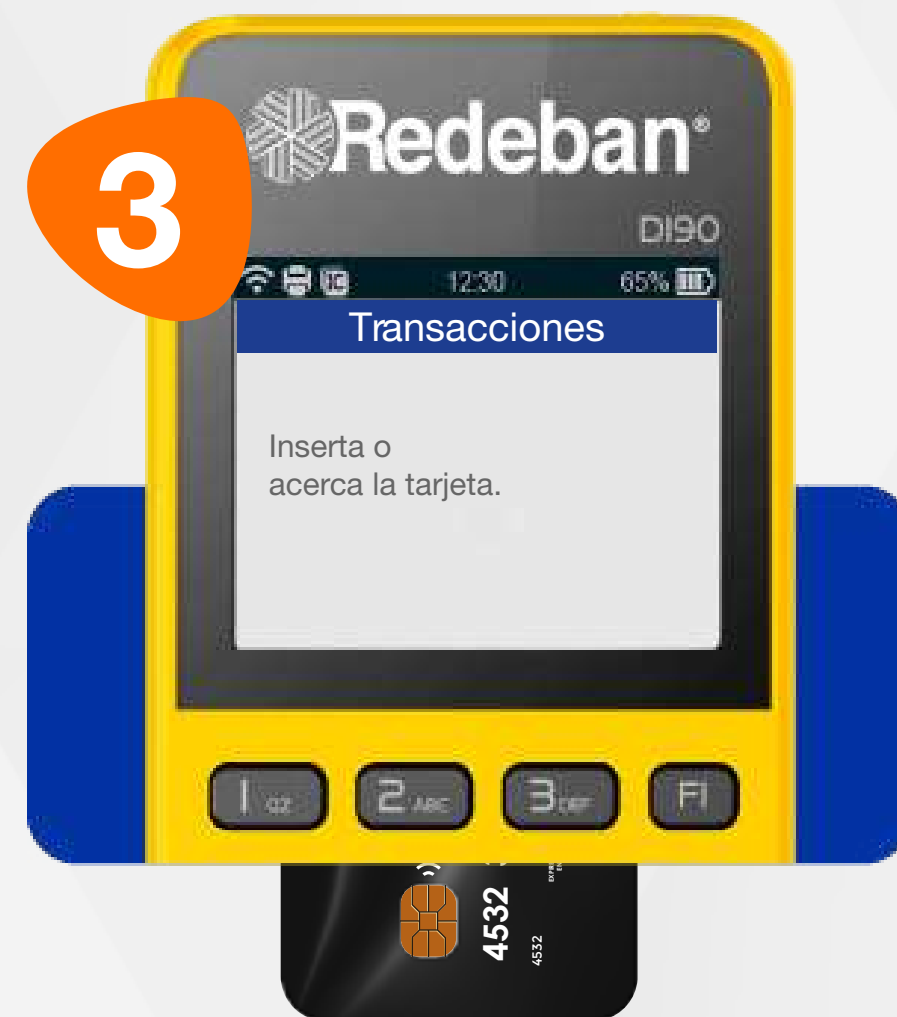 3
Redeban®
DI90
12:30 65%
Transacciones
Inserta o
acerca la tarjeta.
1 QZ 2 ABC 3 DEF F1
4532
4532